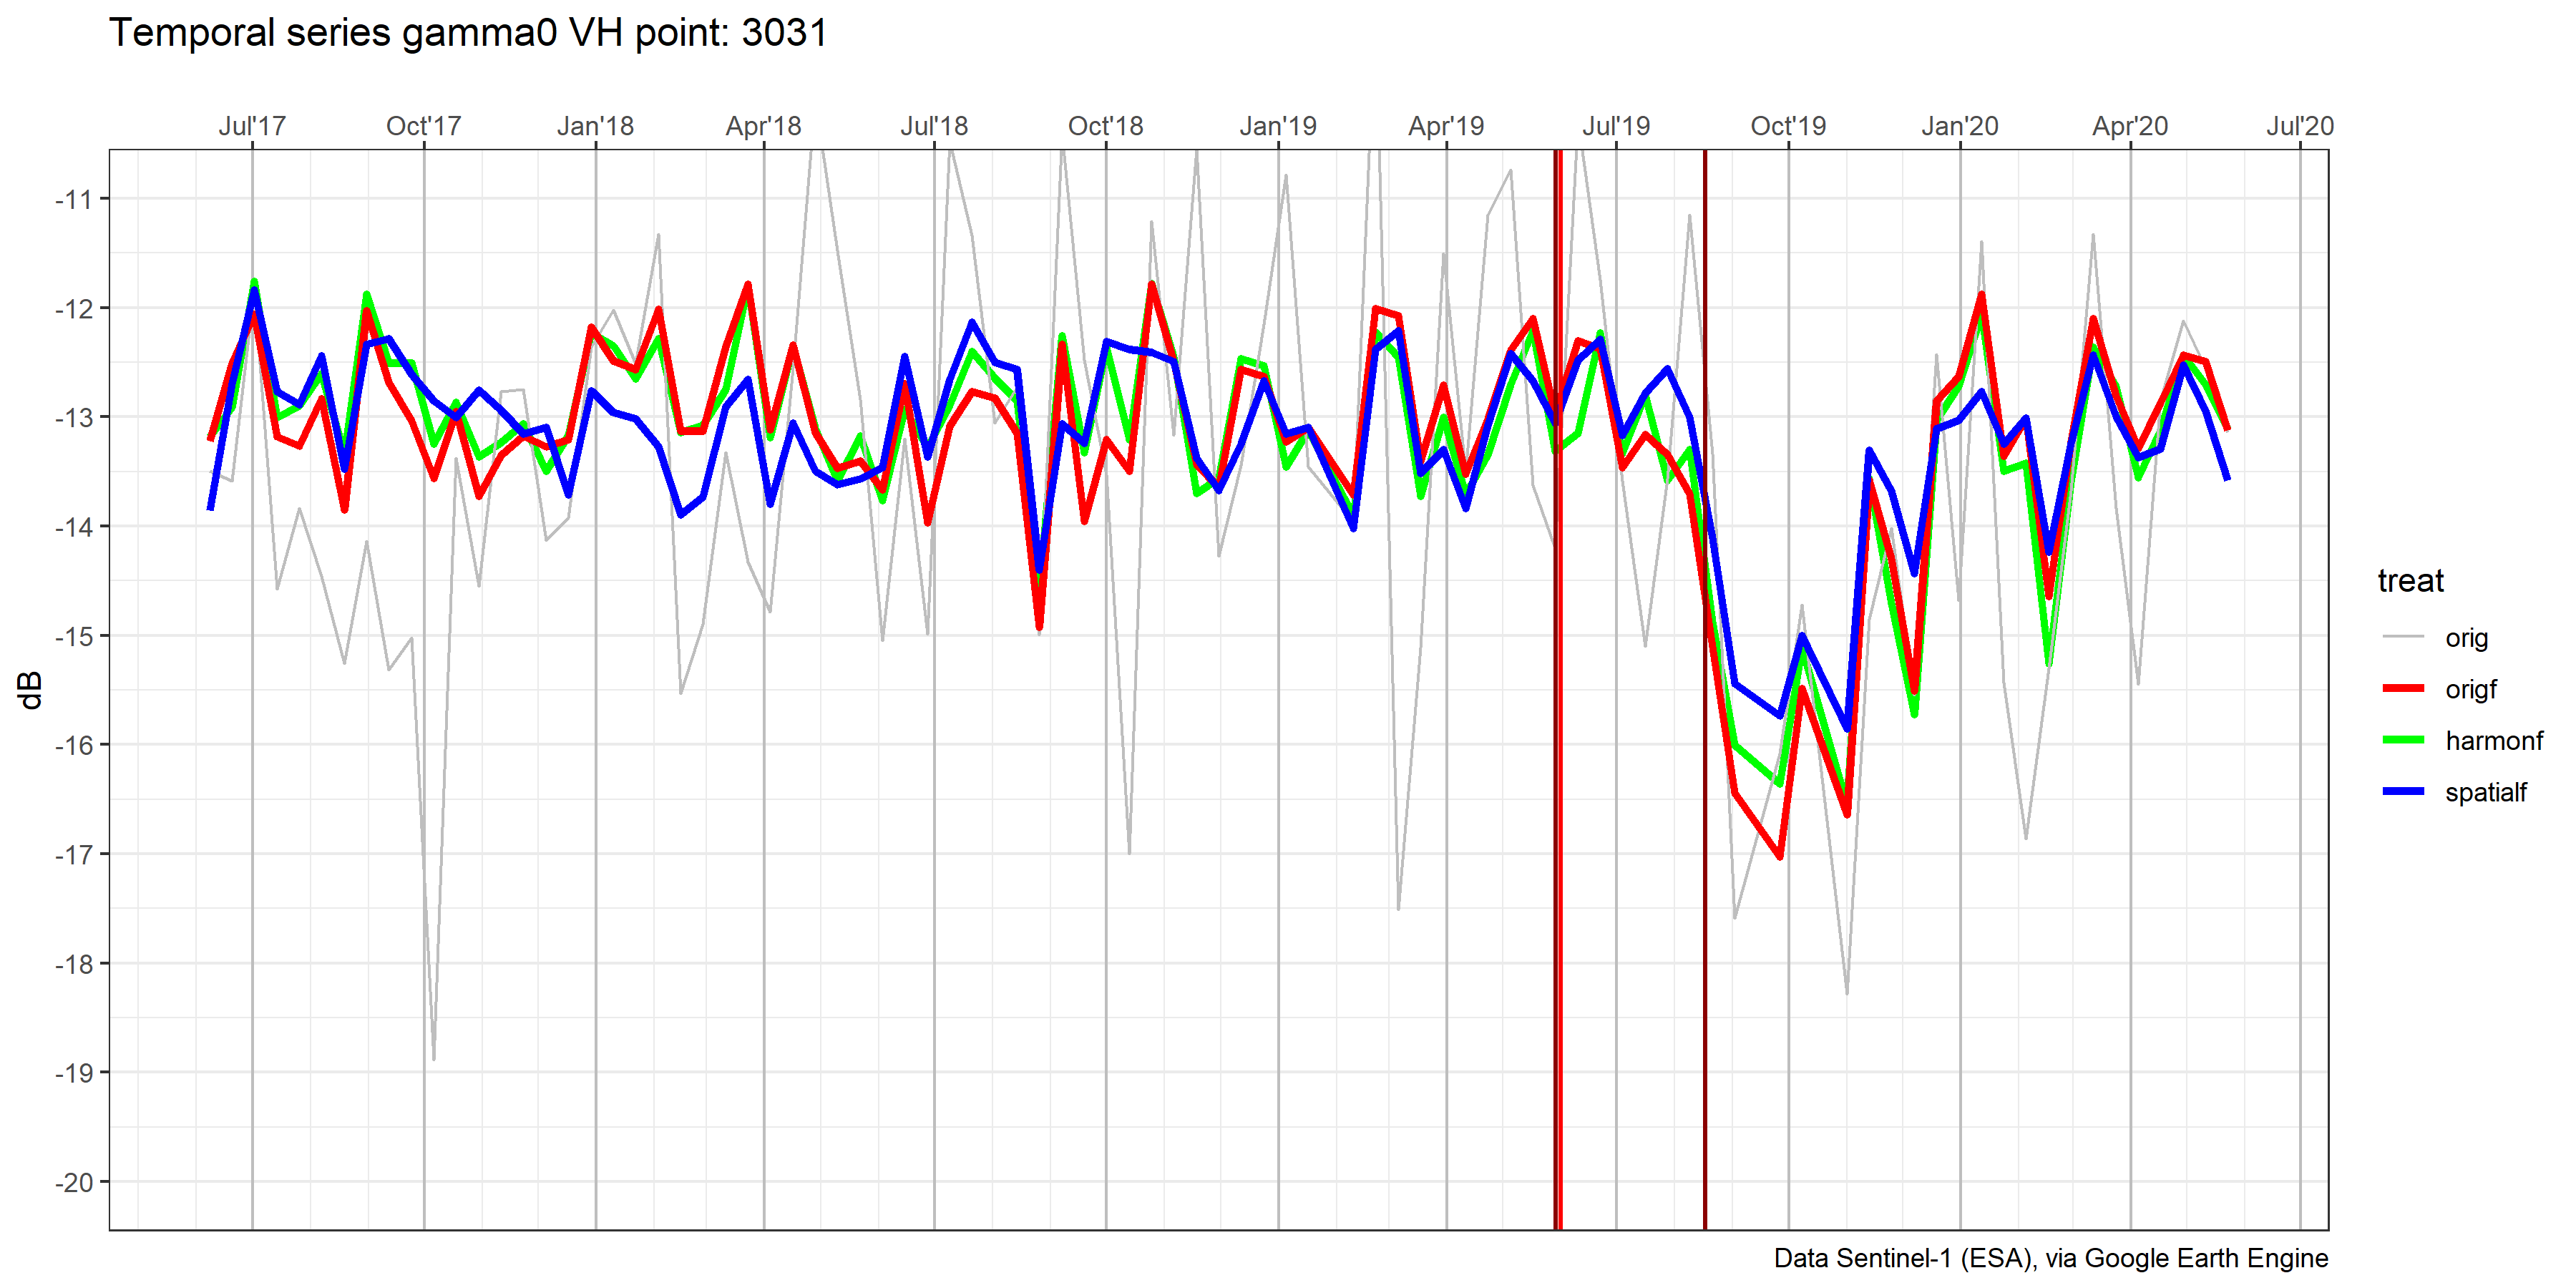 Temporal series gamma0 VH point: 3031
Jul'17 Oct'17 Jan'18 Apr'18 Jul'18 Oct'18 Jan'19 Apr'19 Jul'19 Oct'19 Jan'20 Apr'20 Jul'20
-11
-12
-13
-14
-15
-16
-17
-18
-19
-20
dB
treat
orig
origf
harmonf
spatialf
Data Sentinel-1 (ESA), via Google Earth Engine